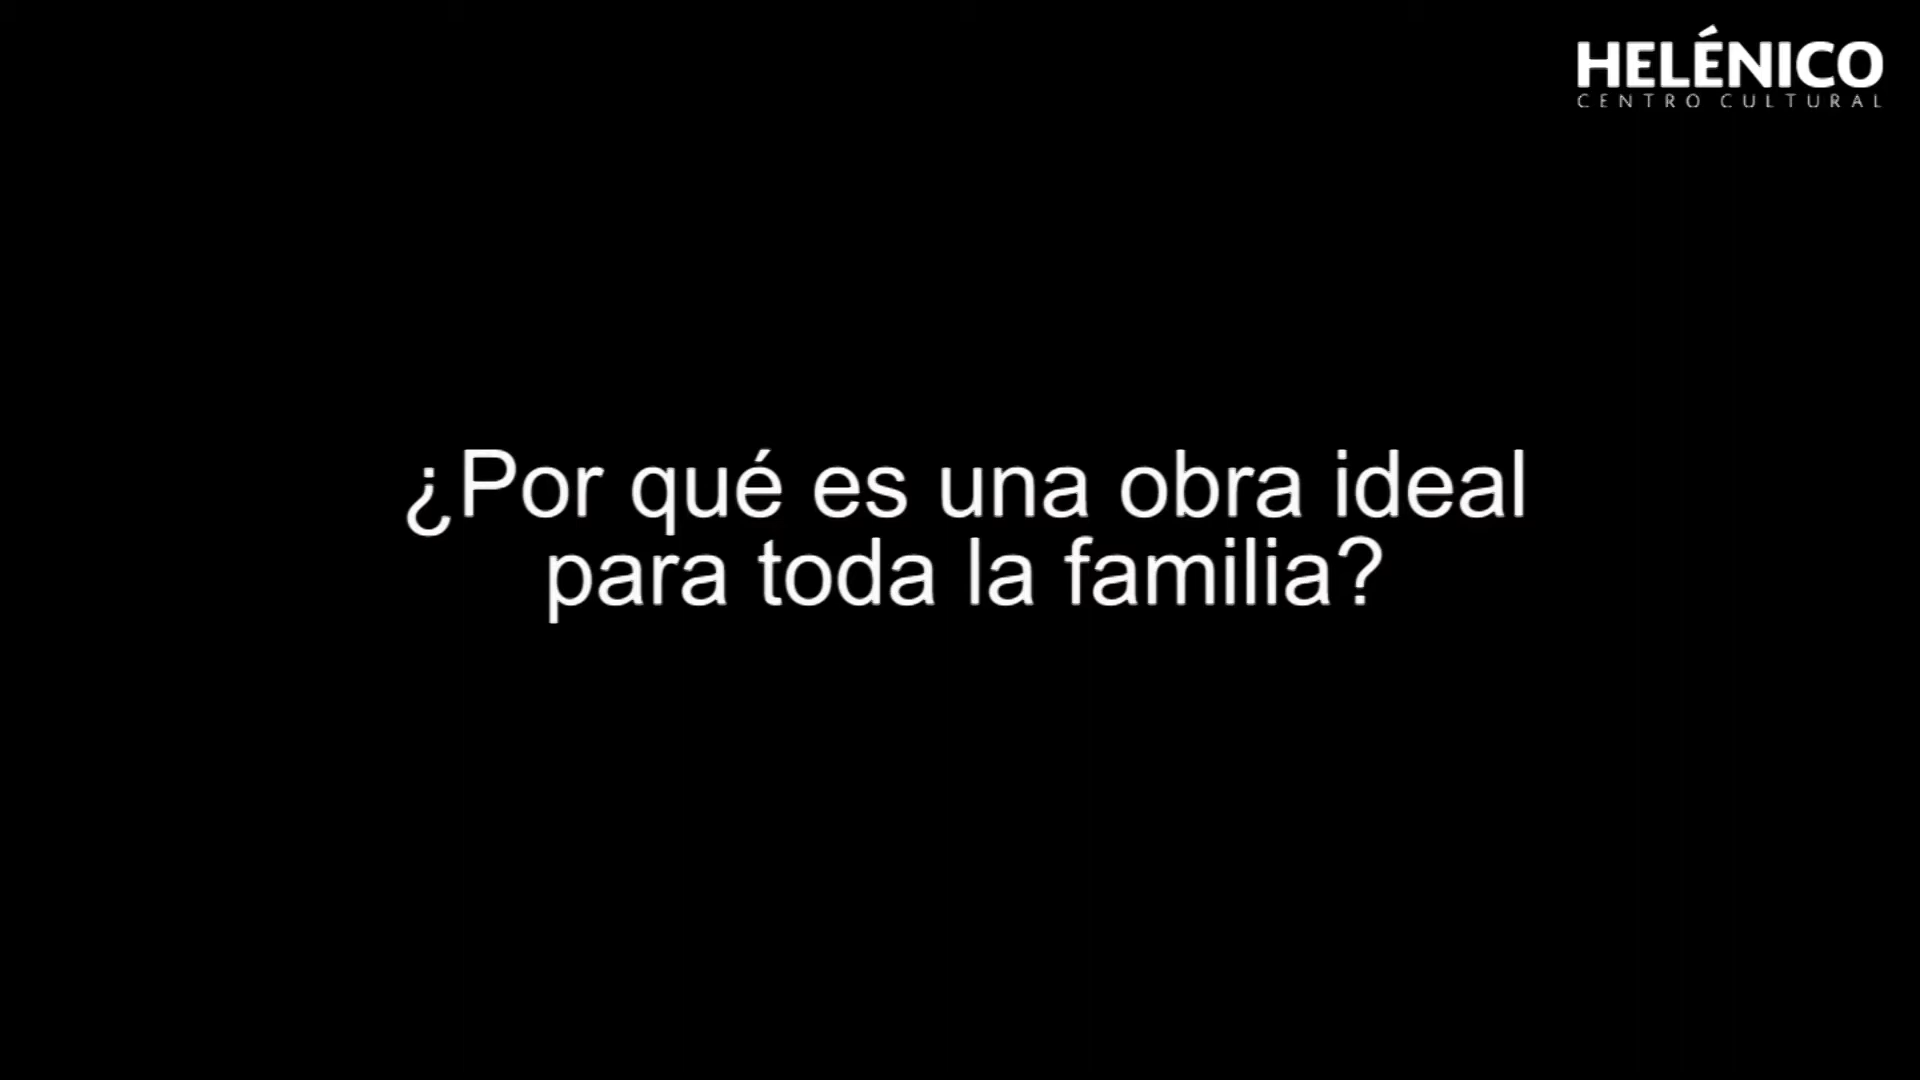 HELÉNICO
CENTRO CULTURAL
¿Por qué es una obra ideal
para toda la familia?